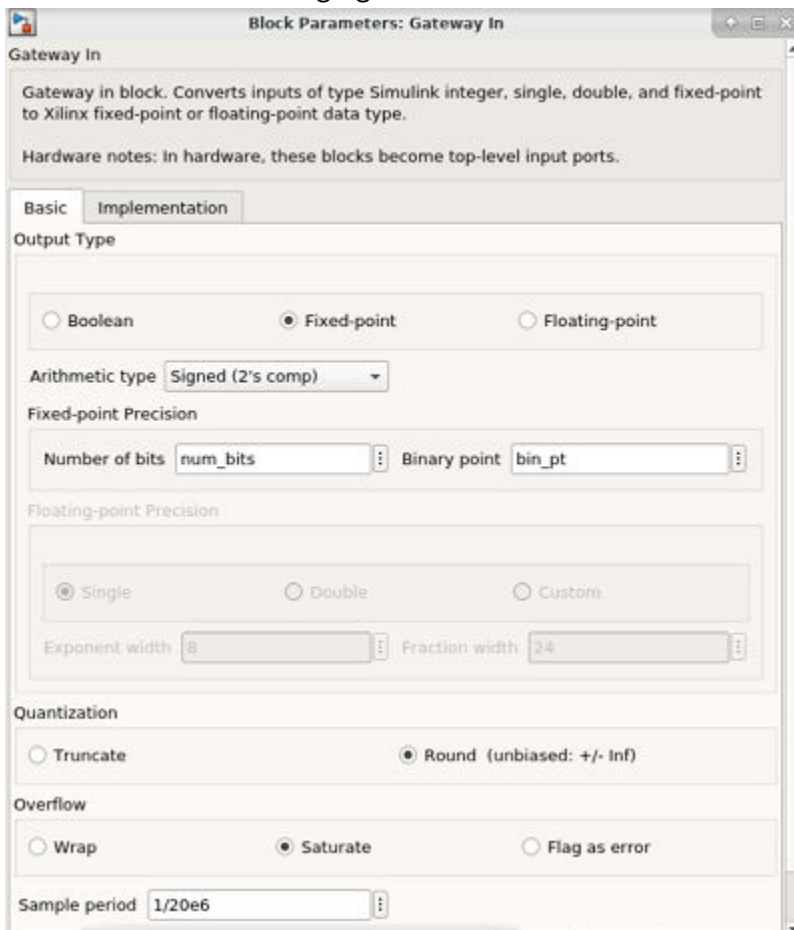 Block Parameters: Gateway In
Gateway In
Gateway in block. Converts inputs of type Simulink integer, single, double, and fixed-point
to Xilinx fixed-point or floating-point data type.
Hardware notes: In hardware, these blocks become top-level input ports.
Basic Implementation
Output Type
Boolean Fixed-point Floating-point
Arithmetic type Signed (2's comp)
Fixed-point Precision
Number of bits num_bits Binary point bin_pt
Floating-point Precision
Single Double Custom
Exponent width 8 Fraction width 24
Quantization
Truncate Round (unbiased: +/- Inf)
Overflow
Wrap Saturate Flag as error
Sample period 1/20e6